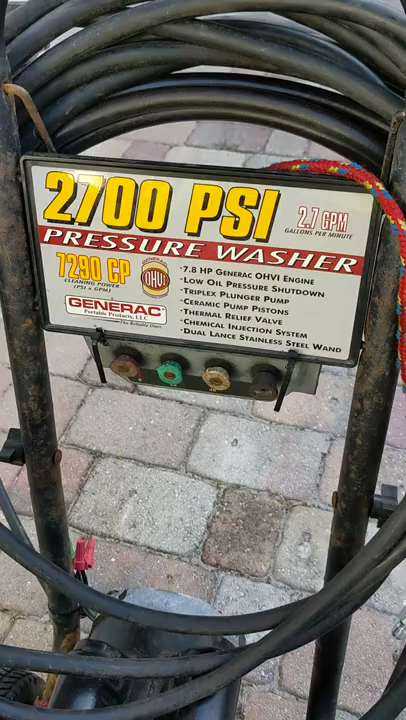 2700 PSI
2.7 GPM
GALLONS PER MINUTE
PRESSURE WASHER
7290 CP
CLEANING POWER
(PSI x GPM)
GENERAC
OHVI
GENERAC
Portable Products, LLC
The Reliable Ones
·7.8 HP GENERAC OHVI ENGINE
·LOW OIL PRESSURE SHUTDOWN
·TRIPLEX PLUNGER PUMP
·CERAMIC PUMP PISTONS
·THERMAL RELIEF VALVE
·CHEMICAL INJECTION SYSTEM
·DUAL LANCE STAINLESS STEEL WAND